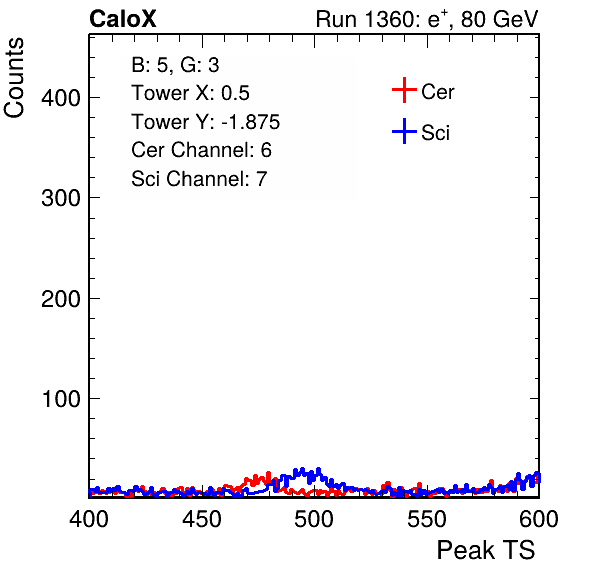 CaloX Run 1360: e⁺, 80 GeV
Counts
B: 5, G: 3
Tower X: 0.5
Tower Y: -1.875
Cer Channel: 6
Sci Channel: 7
Cer
Sci
400
300
200
100
400 450 500 550 600
Peak TS